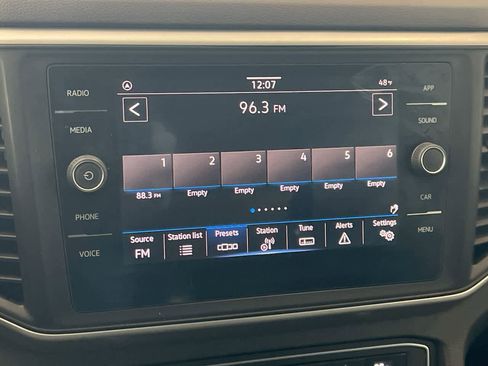 RADIO
MEDIA
PHONE
VOICE
12:07
48°F
96.3 FM
1 2 3 4 5 6
88.3 FM Empty Empty Empty Empty Empty
Source Station list Presets Station Tune Alerts Settings
FM
APP
SOUND
CAR
MENU